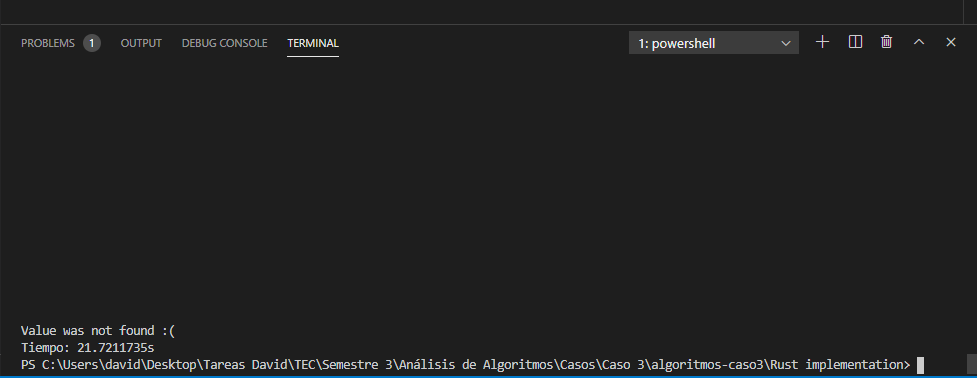 PROBLEMS 1 OUTPUT DEBUG CONSOLE TERMINAL 1: powershell
Value was not found :(
Tiempo: 21.7211735s
PS C:\Users\david\Desktop\Tareas David\TEC\Semestre 3\Análisis de Algoritmos\Casos\Caso 3\algoritmos-caso3\Rust implementation>